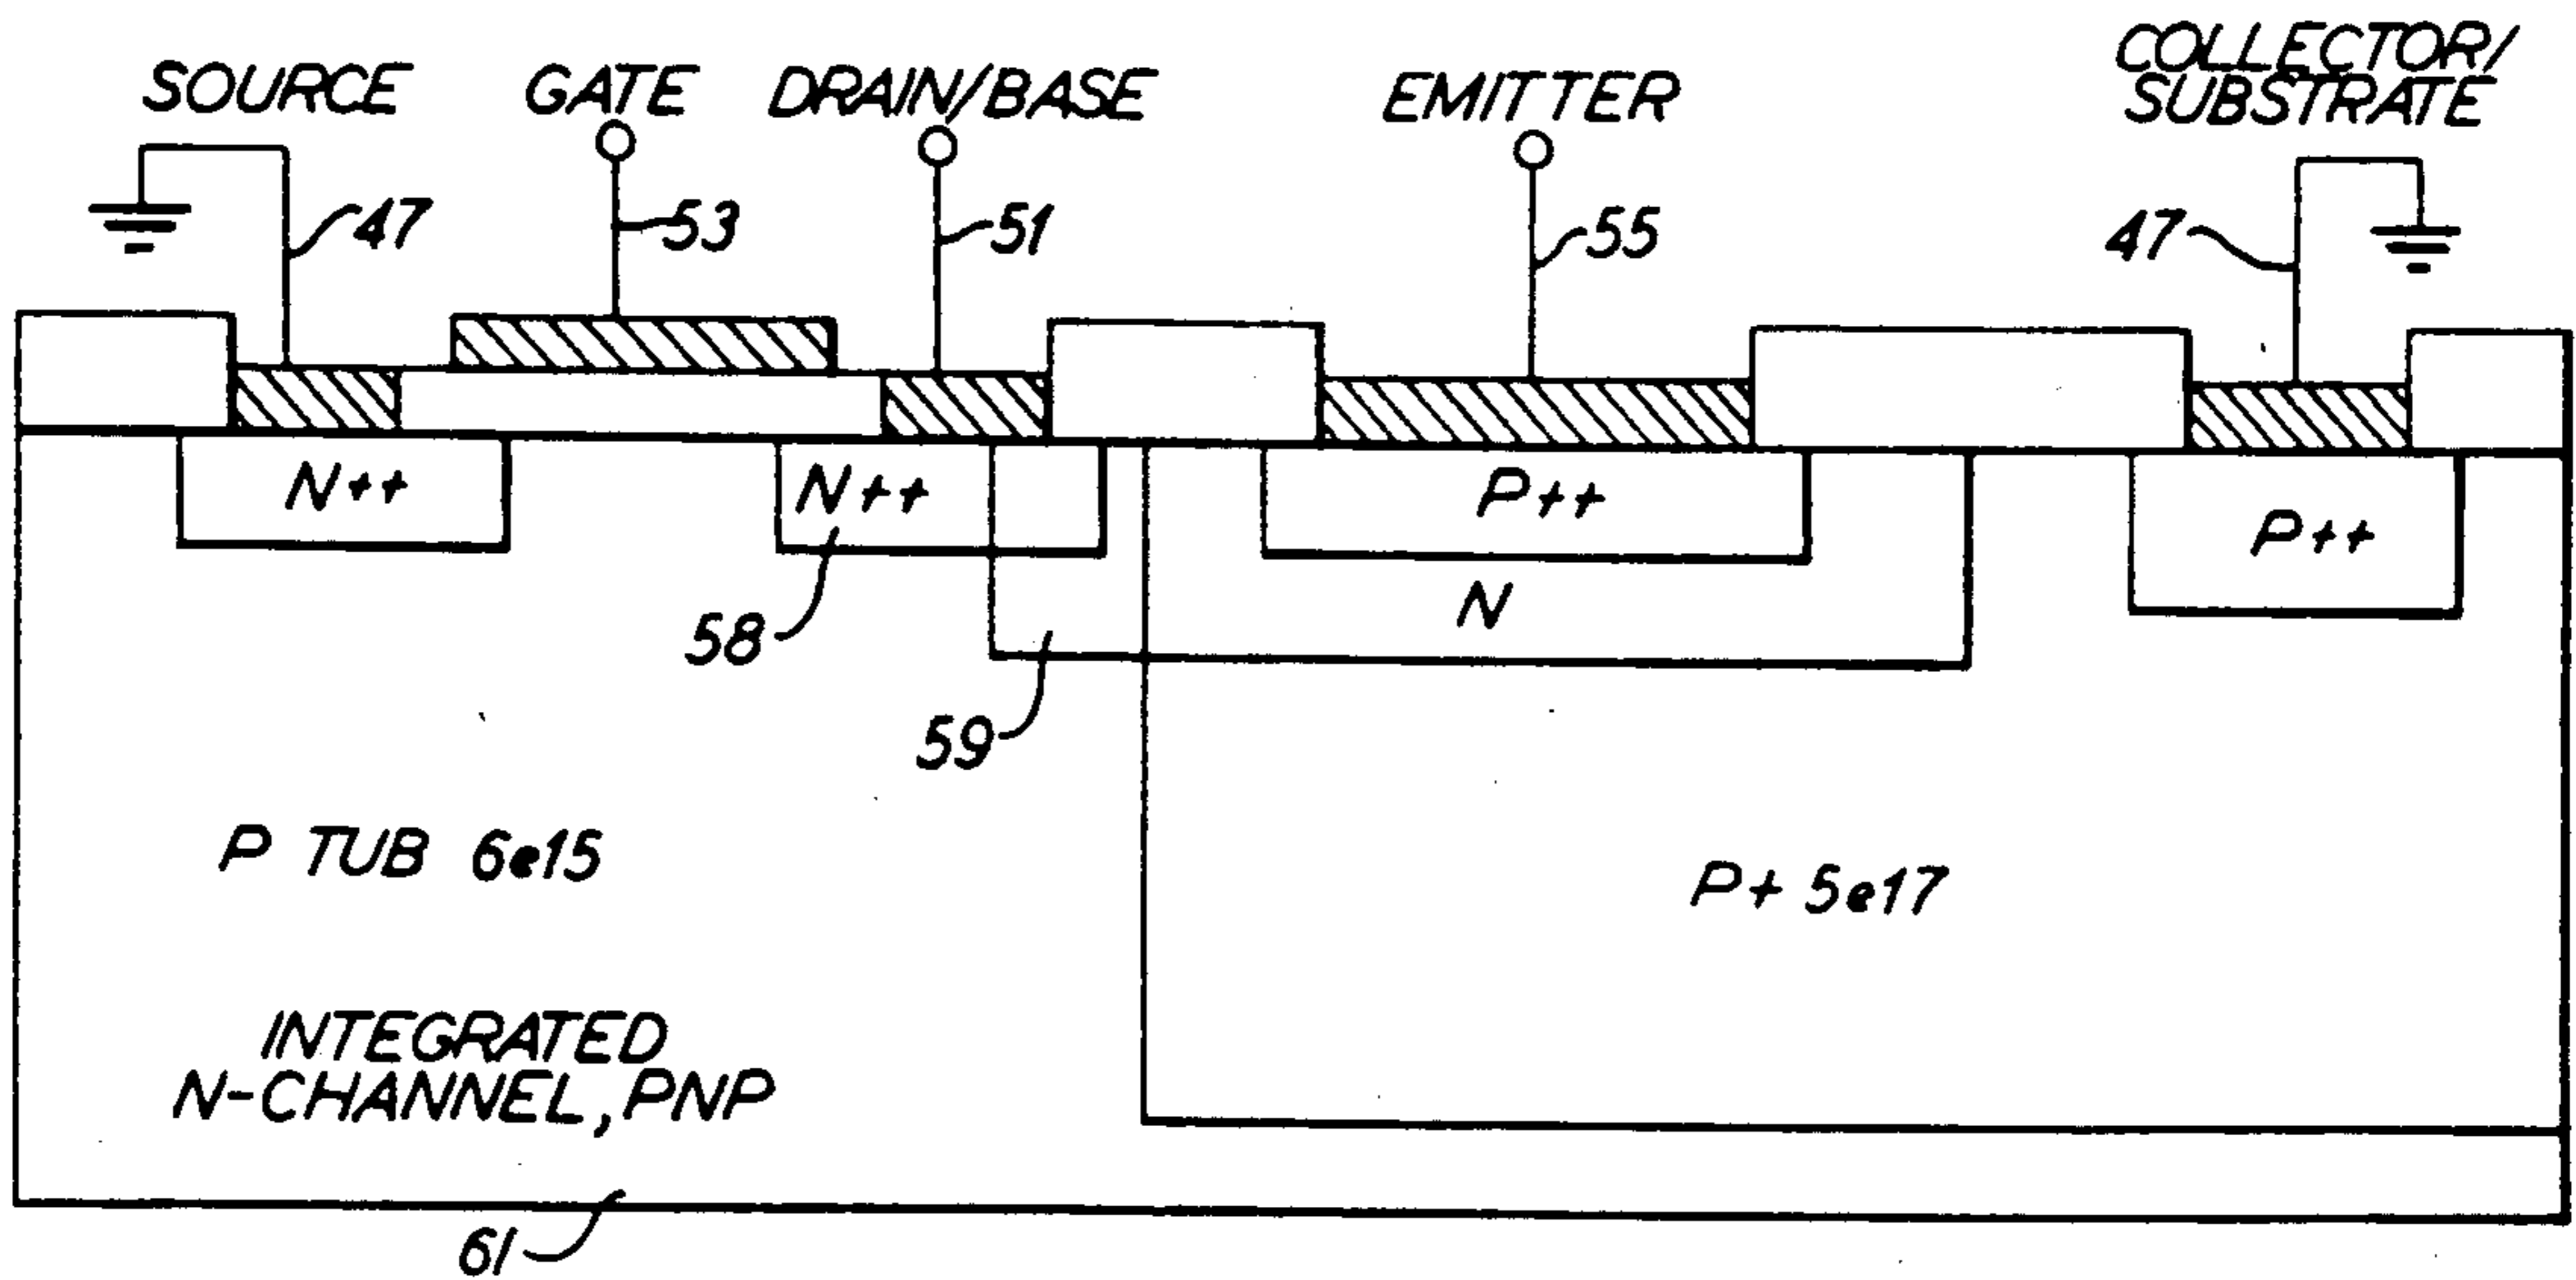 SOURCE
GATE
DRAIN/BASE
EMITTER
COLLECTOR/
SUBSTRATE
47
53
51
55
47
N++
N++
P++
P++
N
58
59
P TUB 6e15
P+ 5e17
INTEGRATED
N-CHANNEL, PNP
61